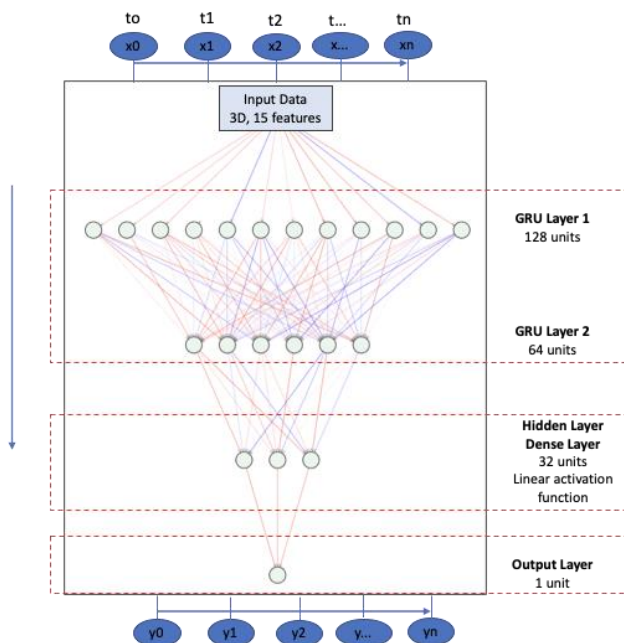 to t1 t2 t... tn
x0 x1 x2 x... xn
Input Data
3D, 15 features
GRU Layer 1
128 units
GRU Layer 2
64 units
Hidden Layer
Dense Layer
32 units
Linear activation
function
Output Layer
1 unit
y0 y1 y2 y... yn